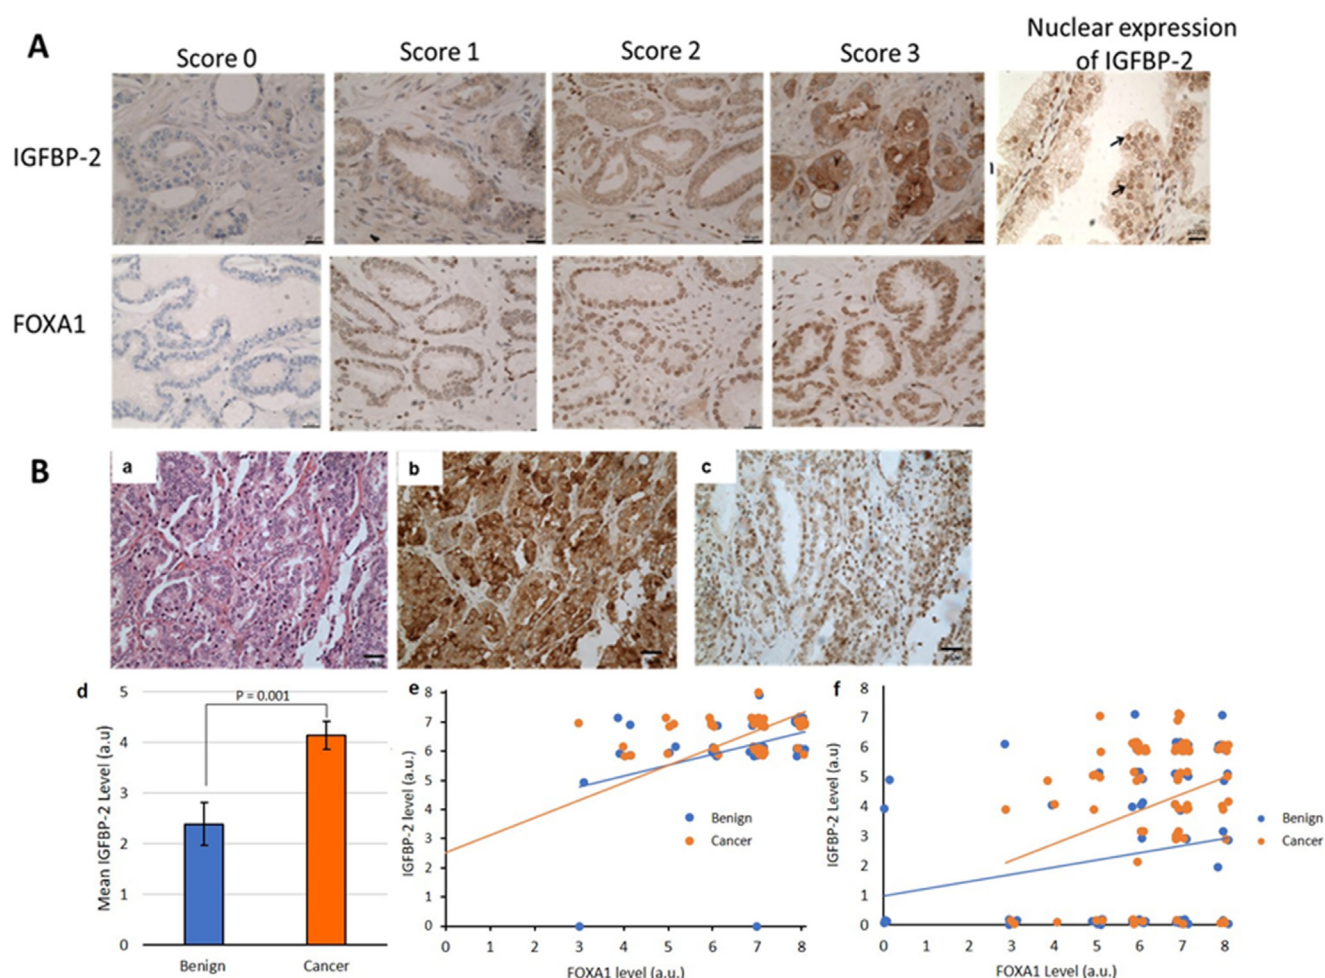 A
Score 0
Score 1
Score 2
Score 3
Nuclear expression
of IGFBP-2
IGFBP-2
FOXA1
B
a
b
c
d
P = 0.001
Mean IGFBP-2 Level (a.u)
5
4
3
2
1
0
Benign
Cancer
e
IGFBP-2 level (a.u.)
8
7
6
5
4
3
2
1
0
0 1 2 3 4 5 6 7 8
FOXA1 level (a.u.)
Benign
Cancer
f
IGFBP-2 Level (a.u)
8
7
6
5
4
3
2
1
0
0 1 2 3 4 5 6 7 8
FOXA1 Level (a.u.)
Benign
Cancer